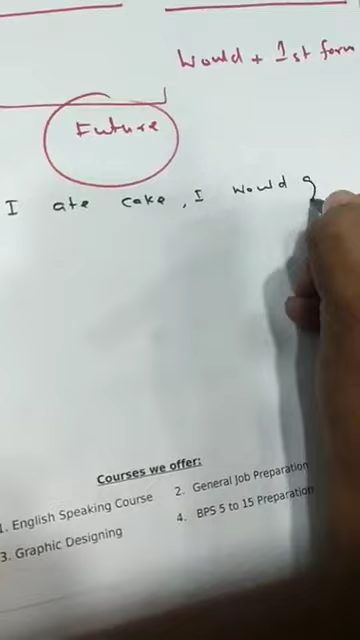 Would + 1st form
Future
I ate cake, I would g
Courses we offer:
1. English Speaking Course
2. General Job Preparation
3. Graphic Designing
4. BPS 5 to 15 Preparation